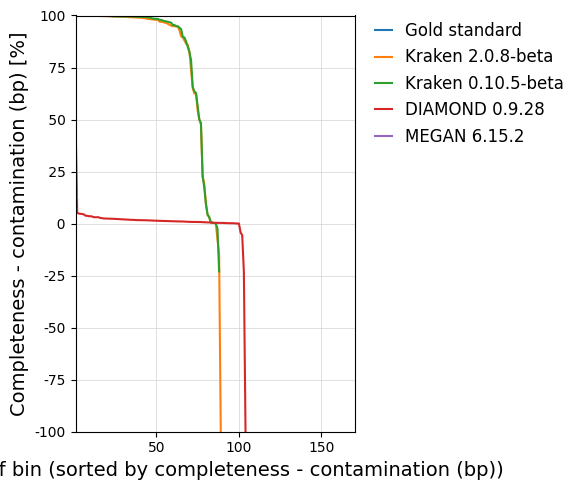 Completeness - contamination (bp) [%]
100
75
50
25
0
-25
-50
-75
-100
50
100
150
bin (sorted by completeness - contamination (bp))
Gold standard
Kraken 2.0.8-beta
Kraken 0.10.5-beta
DIAMOND 0.9.28
MEGAN 6.15.2